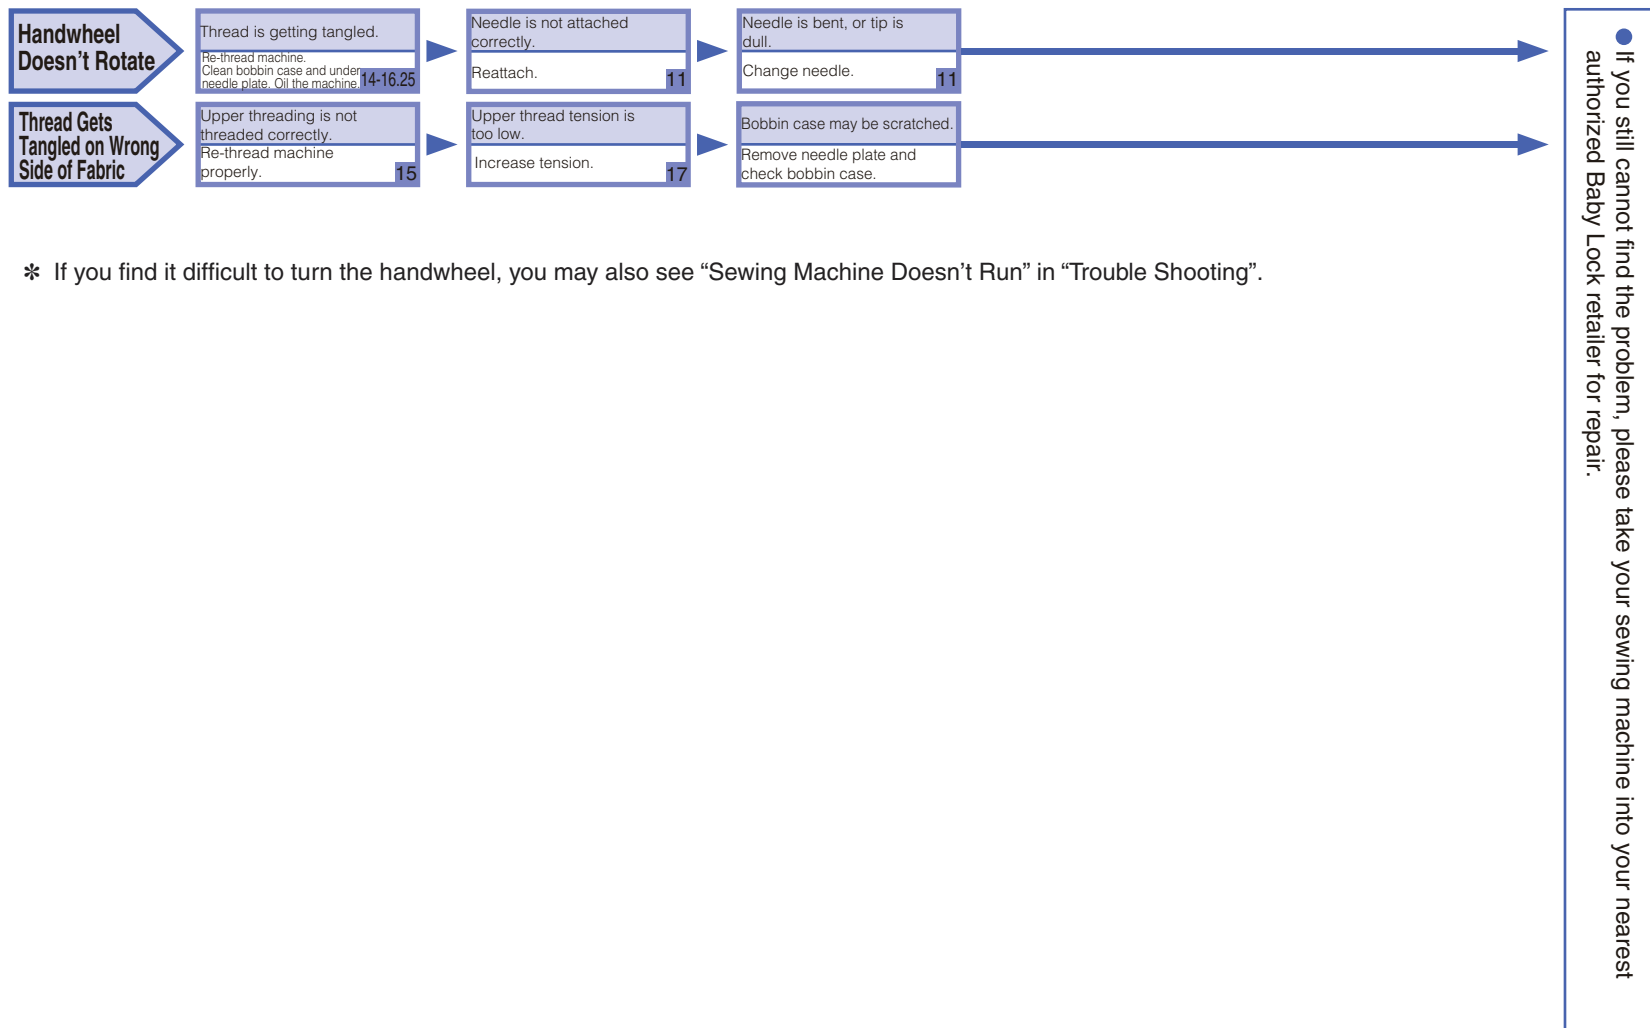 Handwheel
Doesn't Rotate
Thread is getting tangled.
Re-thread machine.
Clean bobbin case and under
needle plate. Oil the machine.
14-16.25
Needle is not attached
correctly.
Reattach.
11
Needle is bent, or tip is
dull.
Change needle.
11
Thread Gets
Tangled on Wrong
Side of Fabric
Upper threading is not
threaded correctly.
Re-thread machine
properly.
15
Upper thread tension is
too low.
Increase tension.
17
Bobbin case may be scratched.
Remove needle plate and
check bobbin case.
✻ If you find it difficult to turn the handwheel, you may also see “Sewing Machine Doesn’t Run” in “Trouble Shooting”.
● If you still cannot find the problem, please take your sewing machine into your nearest
authorized Baby Lock retailer for repair.